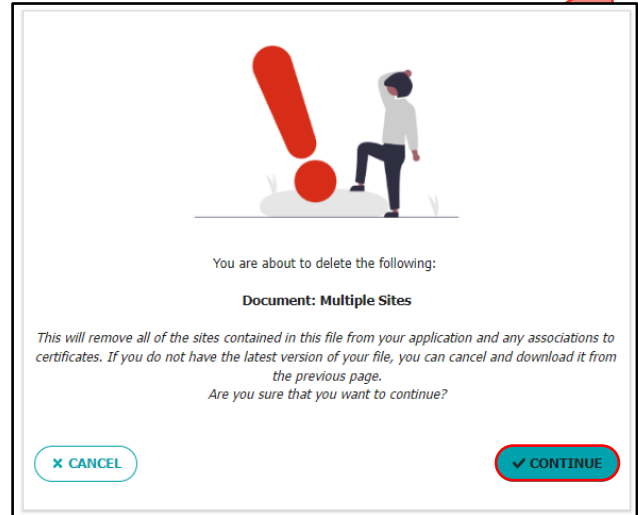 You are about to delete the following:
Document: Multiple Sites
This will remove all of the sites contained in this file from your application and any associations to
certificates. If you do not have the latest version of your file, you can cancel and download it from
the previous page.
Are you sure that you want to continue?
× CANCEL
✓ CONTINUE